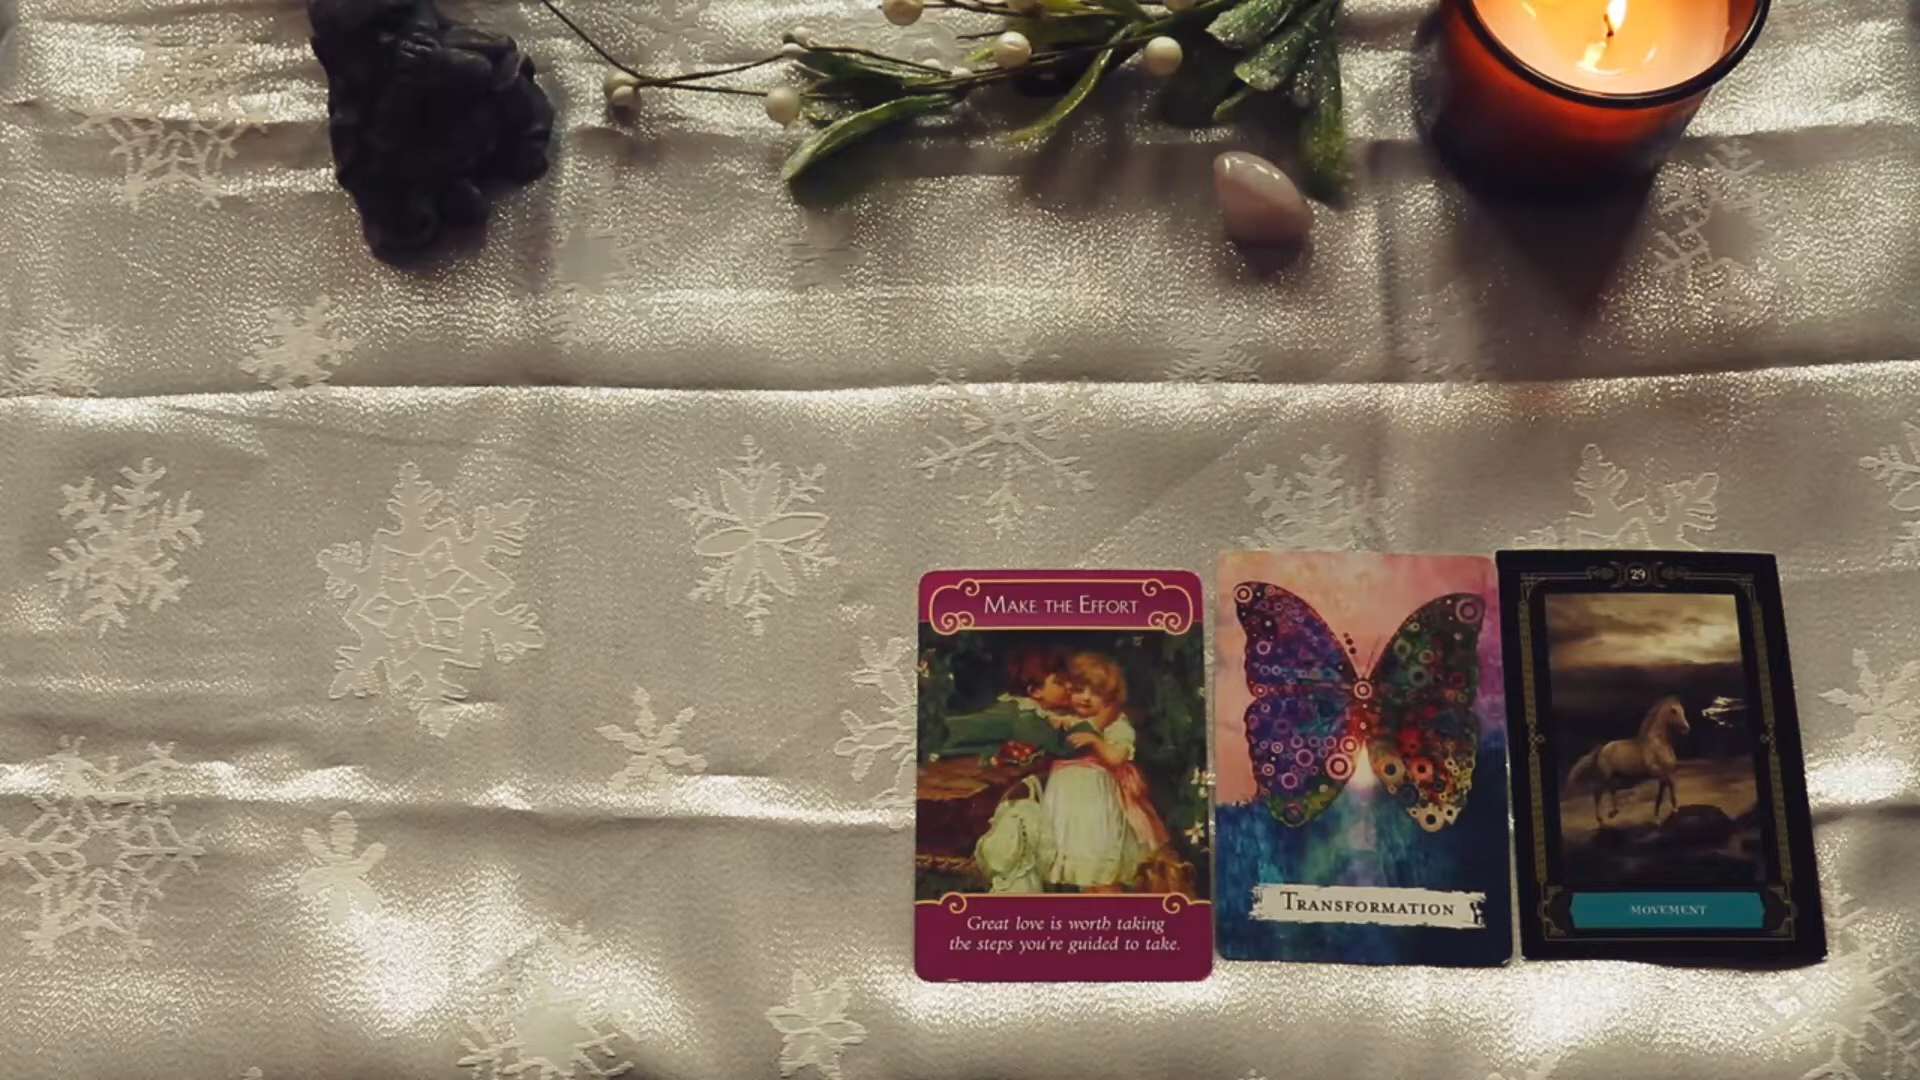 MAKE THE EFFORT
Great love is worth taking
the steps you're guided to take.
TRANSFORMATION
29
MOVEMENT